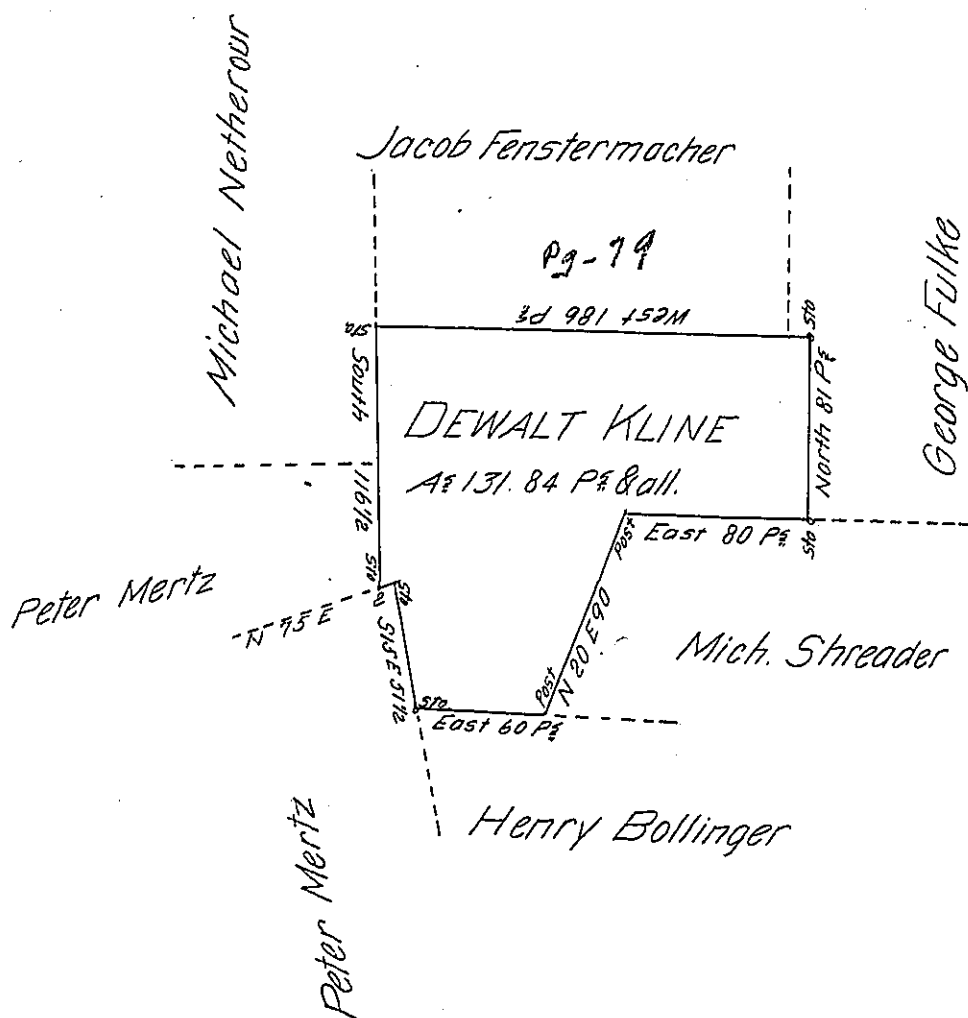 Michael Netherour
Jacob Fenstermacher
Pg-79
West 186 Ps
Sto
Sto
South
116 1/2
George Fulke
North 81 Ps
DEWALT KLINE
As 131. 84 Ps & all.
Post
East 80 Ps
Sto
Sto
Sto
Peter Mertz
N 75 E
S15E 51 1/2
N 20 E 90
Mich. Shreader
Sto
Post
East 60 Ps
Henry Bollinger
Peter Mertz